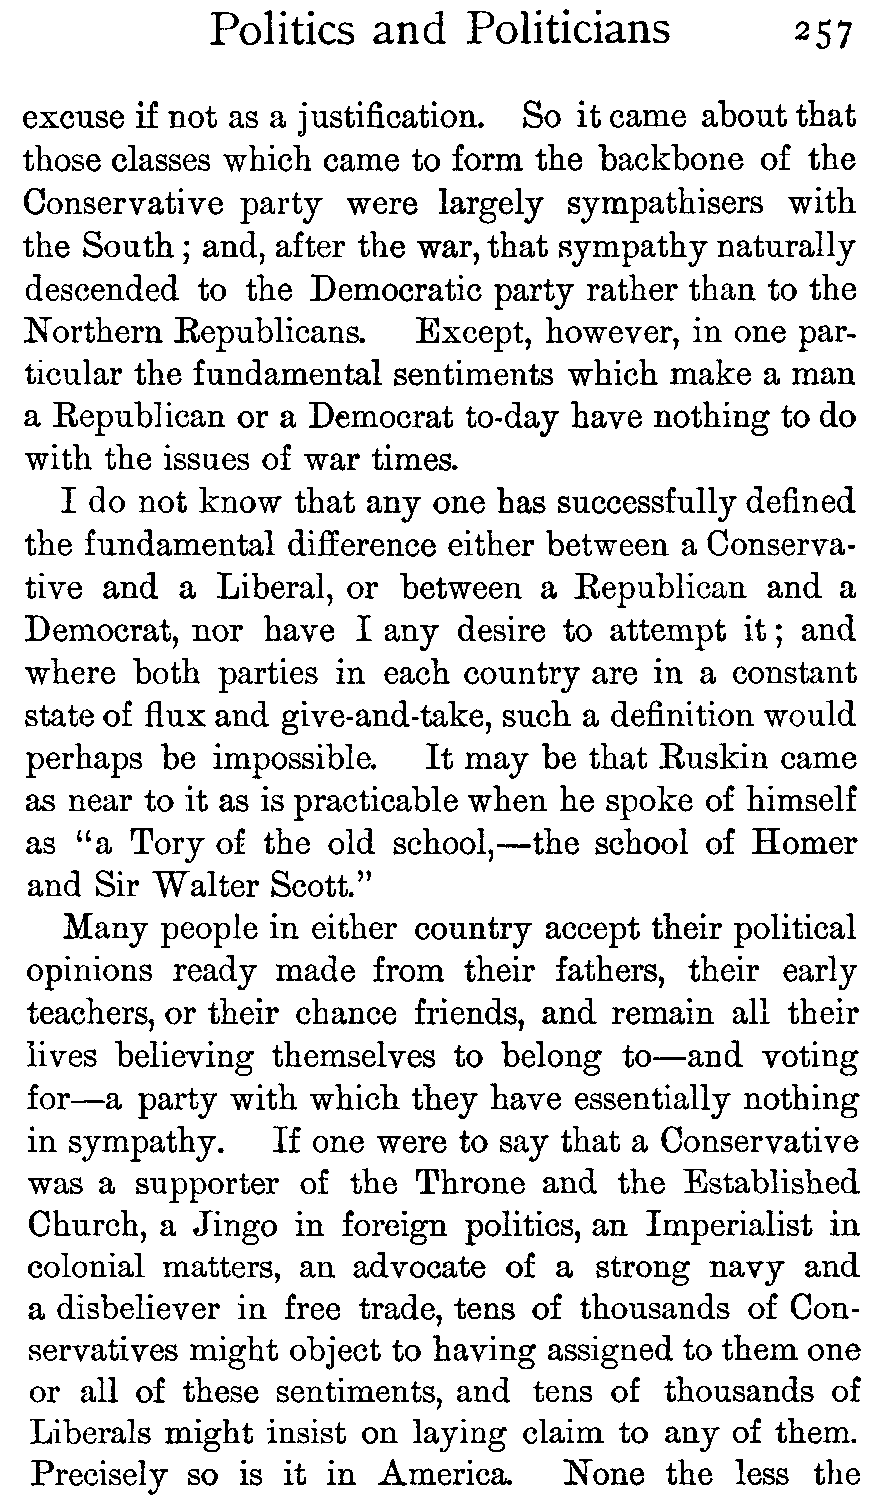 Politics and Politicians 257
excuse if not as a justification. So it came about that
those classes which came to form the backbone of the
Conservative party were largely sympathisers with
the South ; and, after the war, that sympathy naturally
descended to the Democratic party rather than to the
Northern Republicans. Except, however, in one par-
ticular the fundamental sentiments which make a man
a Republican or a Democrat to-day have nothing to do
with the issues of war times.
I do not know that any one has successfully defined
the fundamental difference either between a Conserva-
tive and a Liberal, or between a Republican and a
Democrat, nor have I any desire to attempt it ; and
where both parties in each country are in a constant
state of flux and give-and-take, such a definition would
perhaps be impossible. It may be that Ruskin came
as near to it as is practicable when he spoke of himself
as "a Tory of the old school,—the school of Homer
and Sir Walter Scott."
Many people in either country accept their political
opinions ready made from their fathers, their early
teachers, or their chance friends, and remain all their
lives believing themselves to belong to—and voting
for—a party with which they have essentially nothing
in sympathy. If one were to say that a Conservative
was a supporter of the Throne and the Established
Church, a Jingo in foreign politics, an Imperialist in
colonial matters, an advocate of a strong navy and
a disbeliever in free trade, tens of thousands of Con-
servatives might object to having assigned to them one
or all of these sentiments, and tens of thousands of
Liberals might insist on laying claim to any of them.
Precisely so is it in America. None the less the